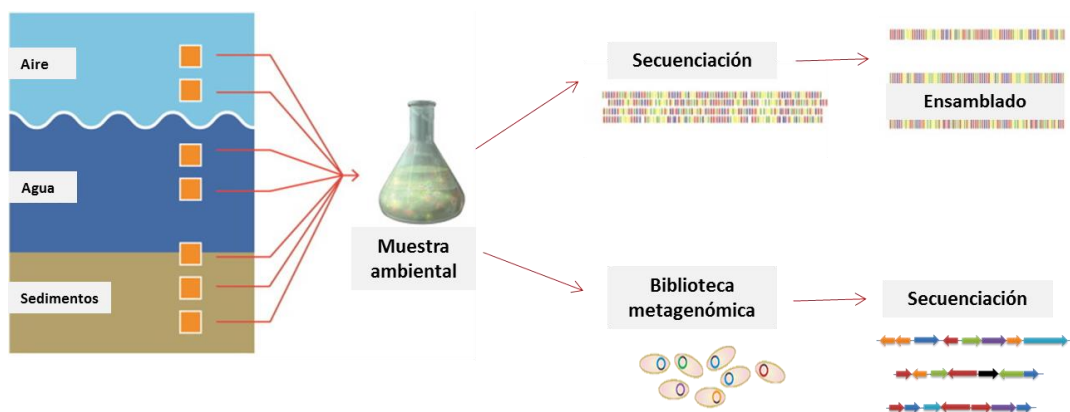 Aire
Agua
Sedimentos
Muestra
ambiental
Secuenciación
Ensamblado
Biblioteca
metagenómica
Secuenciación